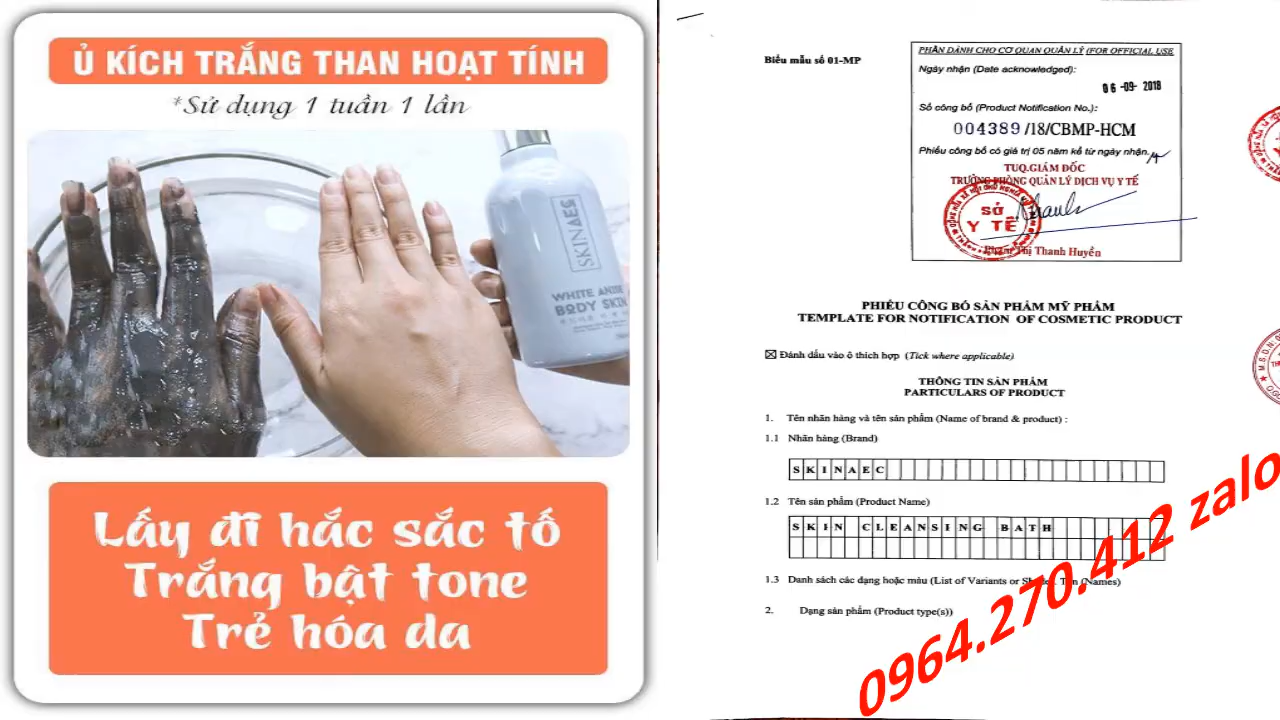 Ủ KÍCH TRẮNG THAN HOẠT TÍNH
*Sử dụng 1 tuần 1 lần
SKINAEC
WHITE
BODY SKIN
Lấy đi hắc sắc tố
Trắng bật tone
Trẻ hóa da
Biểu mẫu số 01-MP
PHẦN DÀNH CHO CƠ QUAN QUẢN LÝ (FOR OFFICIAL USE
Ngày nhận (Date acknowledged):
06-09-2018
Số công bố (Product Notification No.):
004389/18/CBMP-HCM
Phiếu công bố có giá trị 05 năm kể từ ngày nhận.
TUQ.GIÁM ĐỐC
TRƯỞNG PHÒNG QUẢN LÝ DỊCH VỤ Y TẾ
SỞ
Y TẾ
Phạm Thị Thanh Huyền
PHIẾU CÔNG BỐ SẢN PHẨM MỸ PHẨM
TEMPLATE FOR NOTIFICATION OF COSMETIC PRODUCT
Đánh dấu vào ô thích hợp (Tick where applicable)
THÔNG TIN SẢN PHẨM
PARTICULARS OF PRODUCT
1. Tên nhãn hàng và tên sản phẩm (Name of brand & product) :
1.1 Nhãn hàng (Brand)
SKINAEC
1.2 Tên sản phẩm (Product Name)
SKIN CLEANSING BATH
1.3 Danh sách các dạng hoặc màu (List of Variants or Shades. Tên (Names)
2. Dạng sản phẩm (Product type(s))
0964.270.412 zalo